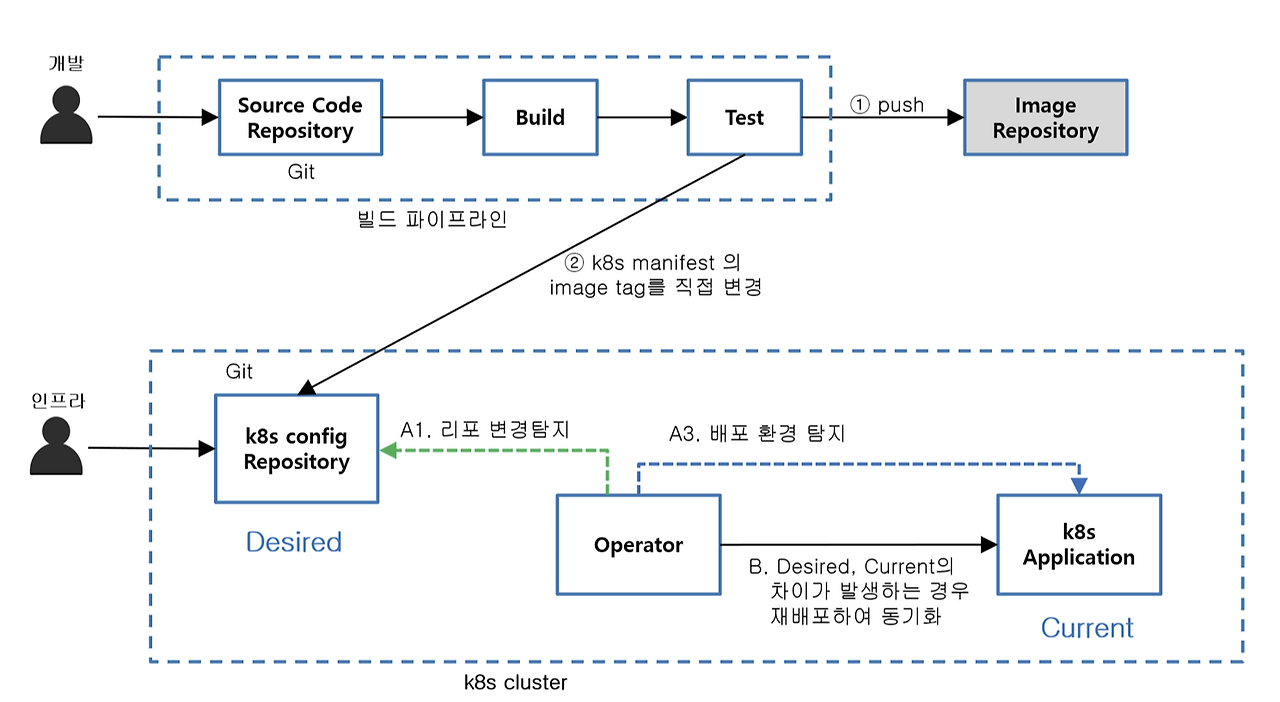 개발
Source Code
Repository
Git
Build
Test
① push
Image
Repository
빌드 파이프라인
② k8s manifest 의
image tag를 직접 변경
인프라
Git
k8s config
Repository
Desired
A1. 리포 변경탐지
A3. 배포 환경 탐지
Operator
B. Desired, Current의
차이가 발생하는 경우
재배포하여 동기화
k8s
Application
Current
k8s cluster